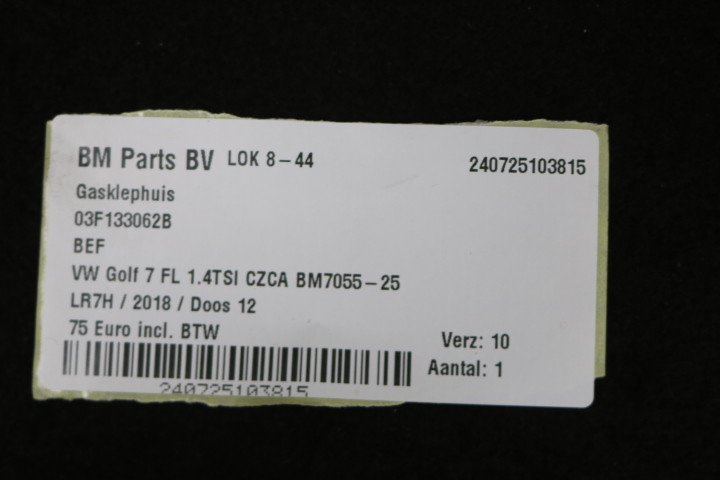 BM Parts BV LOK 8-44 240725103815
Gasklephuis
03F133062B
BEF
VW Golf 7 FL 1.4TSI CZCA BM7055-25
LR7H / 2018 / Doos 12
75 Euro incl. BTW
Verz: 10
Aantal: 1
240725103815